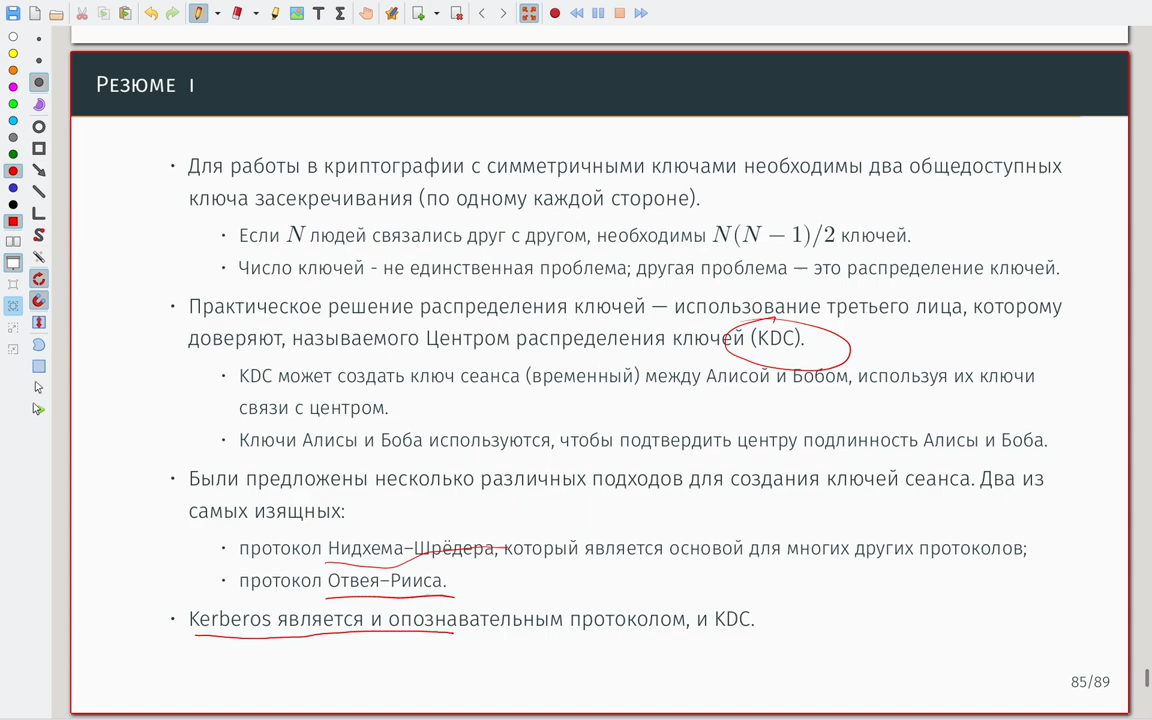 Резюме I
• Для работы в криптографии с симметричными ключами необходимы два общедоступных
ключа засекречивания (по одному каждой стороне).
• Если N людей связались друг с другом, необходимы N(N − 1)/2 ключей.
• Число ключей - не единственная проблема; другая проблема — это распределение ключей.
• Практическое решение распределения ключей — использование третьего лица, которому
доверяют, называемого Центром распределения ключей (KDC).
• KDC может создать ключ сеанса (временный) между Алисой и Бобом, используя их ключи
связи с центром.
• Ключи Алисы и Боба используются, чтобы подтвердить центру подлинность Алисы и Боба.
• Были предложены несколько различных подходов для создания ключей сеанса. Два из
самых изящных:
• протокол Нидхема–Шрёдера, который является основой для многих других протоколов;
• протокол Отвея–Рииса.
• Kerberos является и опознавательным протоколом, и KDC.
85/89